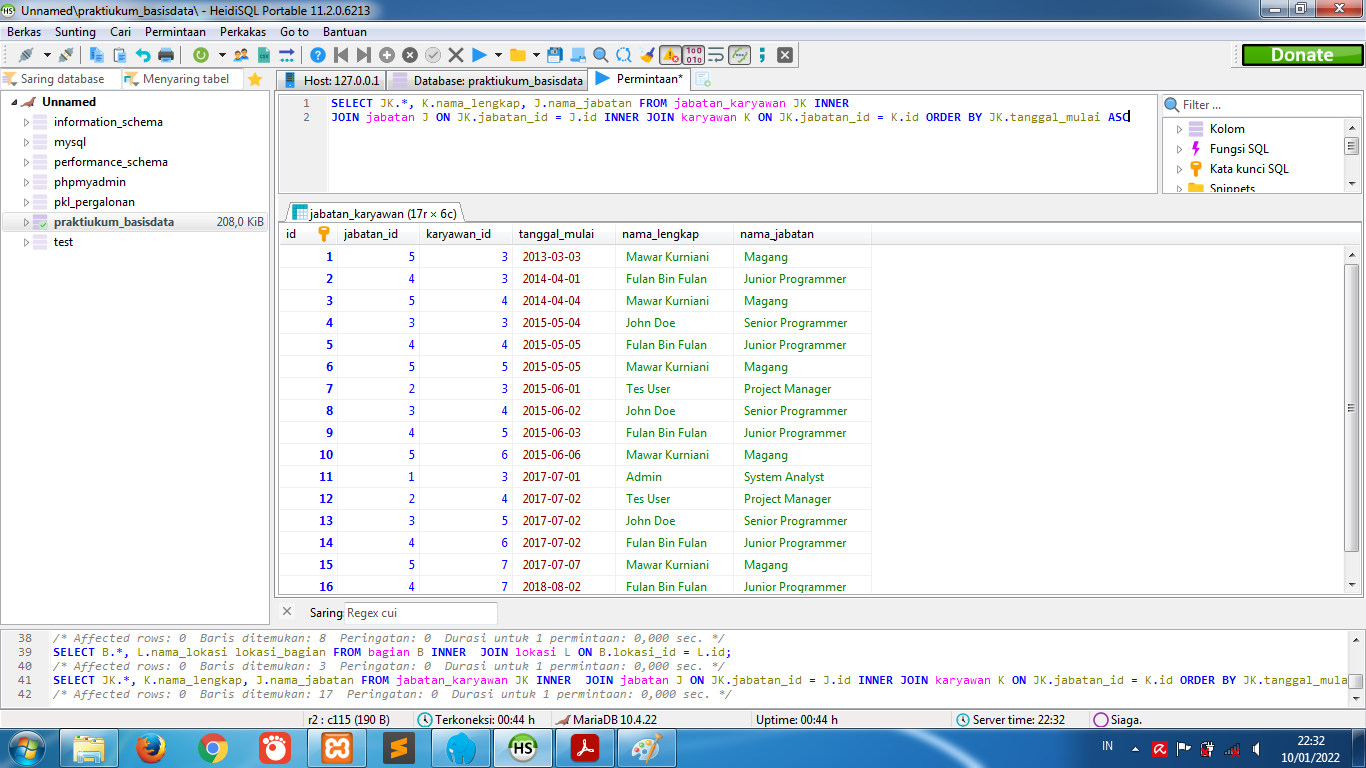 Unnamed\praktiukum_basisdata\ - HeidiSQL Portable 11.2.0.6213
Berkas Sunting Cari Permintaan Perkakas Go to Bantuan
Donate
Saring database Menyaring tabel
Host: 127.0.0.1 Database: praktiukum_basisdata Permintaan*
Unnamed
information_schema
mysql
performance_schema
phpmyadmin
pkl_pergalonan
praktiukum_basisdata 208,0 KiB
test
1 SELECT JK.*, K.nama_lengkap, J.nama_jabatan FROM jabatan_karyawan JK INNER
2 JOIN jabatan J ON JK.jabatan_id = J.id INNER JOIN karyawan K ON JK.jabatan_id = K.id ORDER BY JK.tanggal_mulai ASC
Filter ...
Kolom
Fungsi SQL
Kata kunci SQL
Snippets
jabatan_karyawan (17r × 6c)
id jabatan_id karyawan_id tanggal_mulai nama_lengkap nama_jabatan
1 5 3 2013-03-03 Mawar Kurniani Magang
2 4 3 2014-04-01 Fulan Bin Fulan Junior Programmer
3 5 4 2014-04-04 Mawar Kurniani Magang
4 3 3 2015-05-04 John Doe Senior Programmer
5 4 4 2015-05-05 Fulan Bin Fulan Junior Programmer
6 5 5 2015-05-05 Mawar Kurniani Magang
7 2 3 2015-06-01 Tes User Project Manager
8 3 4 2015-06-02 John Doe Senior Programmer
9 4 5 2015-06-03 Fulan Bin Fulan Junior Programmer
10 5 6 2015-06-06 Mawar Kurniani Magang
11 1 3 2017-07-01 Admin System Analyst
12 2 4 2017-07-02 Tes User Project Manager
13 3 5 2017-07-02 John Doe Senior Programmer
14 4 6 2017-07-02 Fulan Bin Fulan Junior Programmer
15 5 7 2017-07-07 Mawar Kurniani Magang
16 4 7 2018-08-02 Fulan Bin Fulan Junior Programmer
Saring: Regex cui
38 /* Affected rows: 0 Baris ditemukan: 8 Peringatan: 0 Durasi untuk 1 permintaan: 0,000 sec. */
39 SELECT B.*, L.nama_lokasi lokasi_bagian FROM bagian B INNER JOIN lokasi L ON B.lokasi_id = L.id;
40 /* Affected rows: 0 Baris ditemukan: 3 Peringatan: 0 Durasi untuk 1 permintaan: 0,000 sec. */
41 SELECT JK.*, K.nama_lengkap, J.nama_jabatan FROM jabatan_karyawan JK INNER JOIN jabatan J ON JK.jabatan_id = J.id INNER JOIN karyawan K ON JK.jabatan_id = K.id ORDER BY JK.tanggal_mula
42 /* Affected rows: 0 Baris ditemukan: 17 Peringatan: 0 Durasi untuk 1 permintaan: 0,000 sec. */
r2 : c115 (190 B) Terkoneksi: 00:44 h MariaDB 10.4.22 Uptime: 00:44 h Server time: 22:32 Siaga.
HS
IN 22:32
10/01/2022